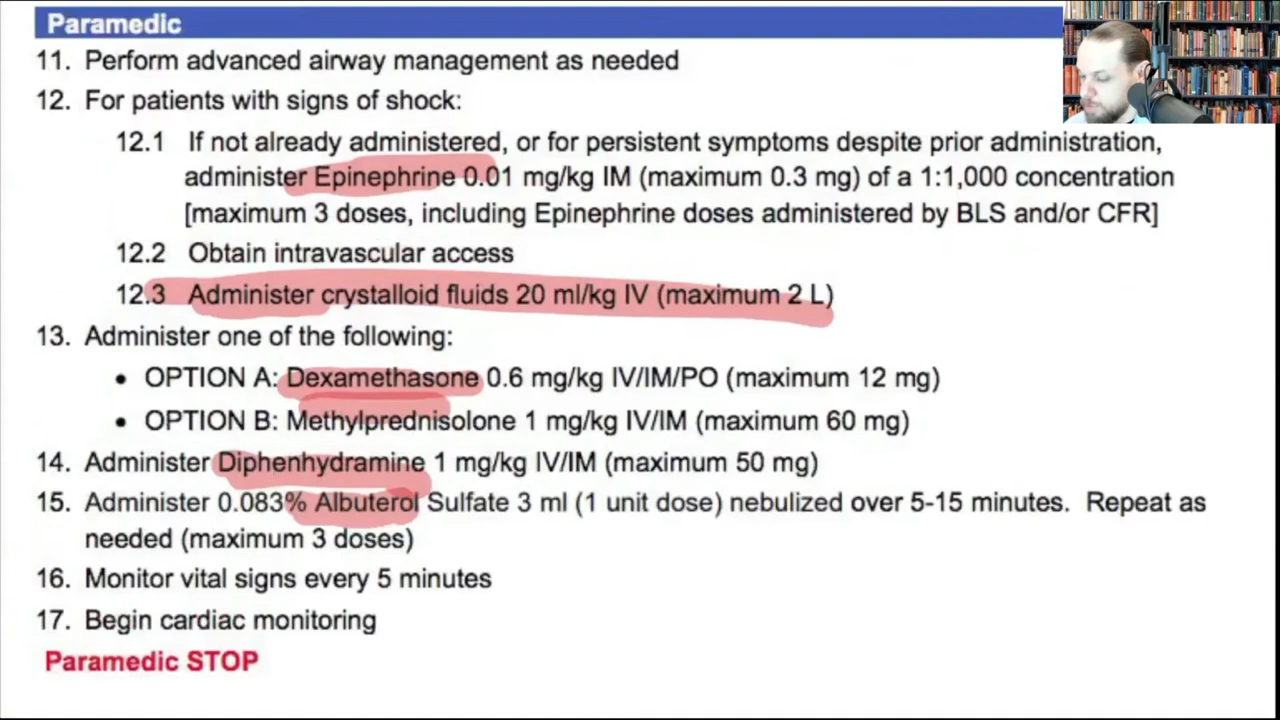 Paramedic
11. Perform advanced airway management as needed
12. For patients with signs of shock:
12.1 If not already administered, or for persistent symptoms despite prior administration,
administer Epinephrine 0.01 mg/kg IM (maximum 0.3 mg) of a 1:1,000 concentration
[maximum 3 doses, including Epinephrine doses administered by BLS and/or CFR]
12.2 Obtain intravascular access
12.3 Administer crystalloid fluids 20 ml/kg IV (maximum 2 L)
13. Administer one of the following:
• OPTION A: Dexamethasone 0.6 mg/kg IV/IM/PO (maximum 12 mg)
• OPTION B: Methylprednisolone 1 mg/kg IV/IM (maximum 60 mg)
14. Administer Diphenhydramine 1 mg/kg IV/IM (maximum 50 mg)
15. Administer 0.083% Albuterol Sulfate 3 ml (1 unit dose) nebulized over 5-15 minutes. Repeat as
needed (maximum 3 doses)
16. Monitor vital signs every 5 minutes
17. Begin cardiac monitoring
Paramedic STOP